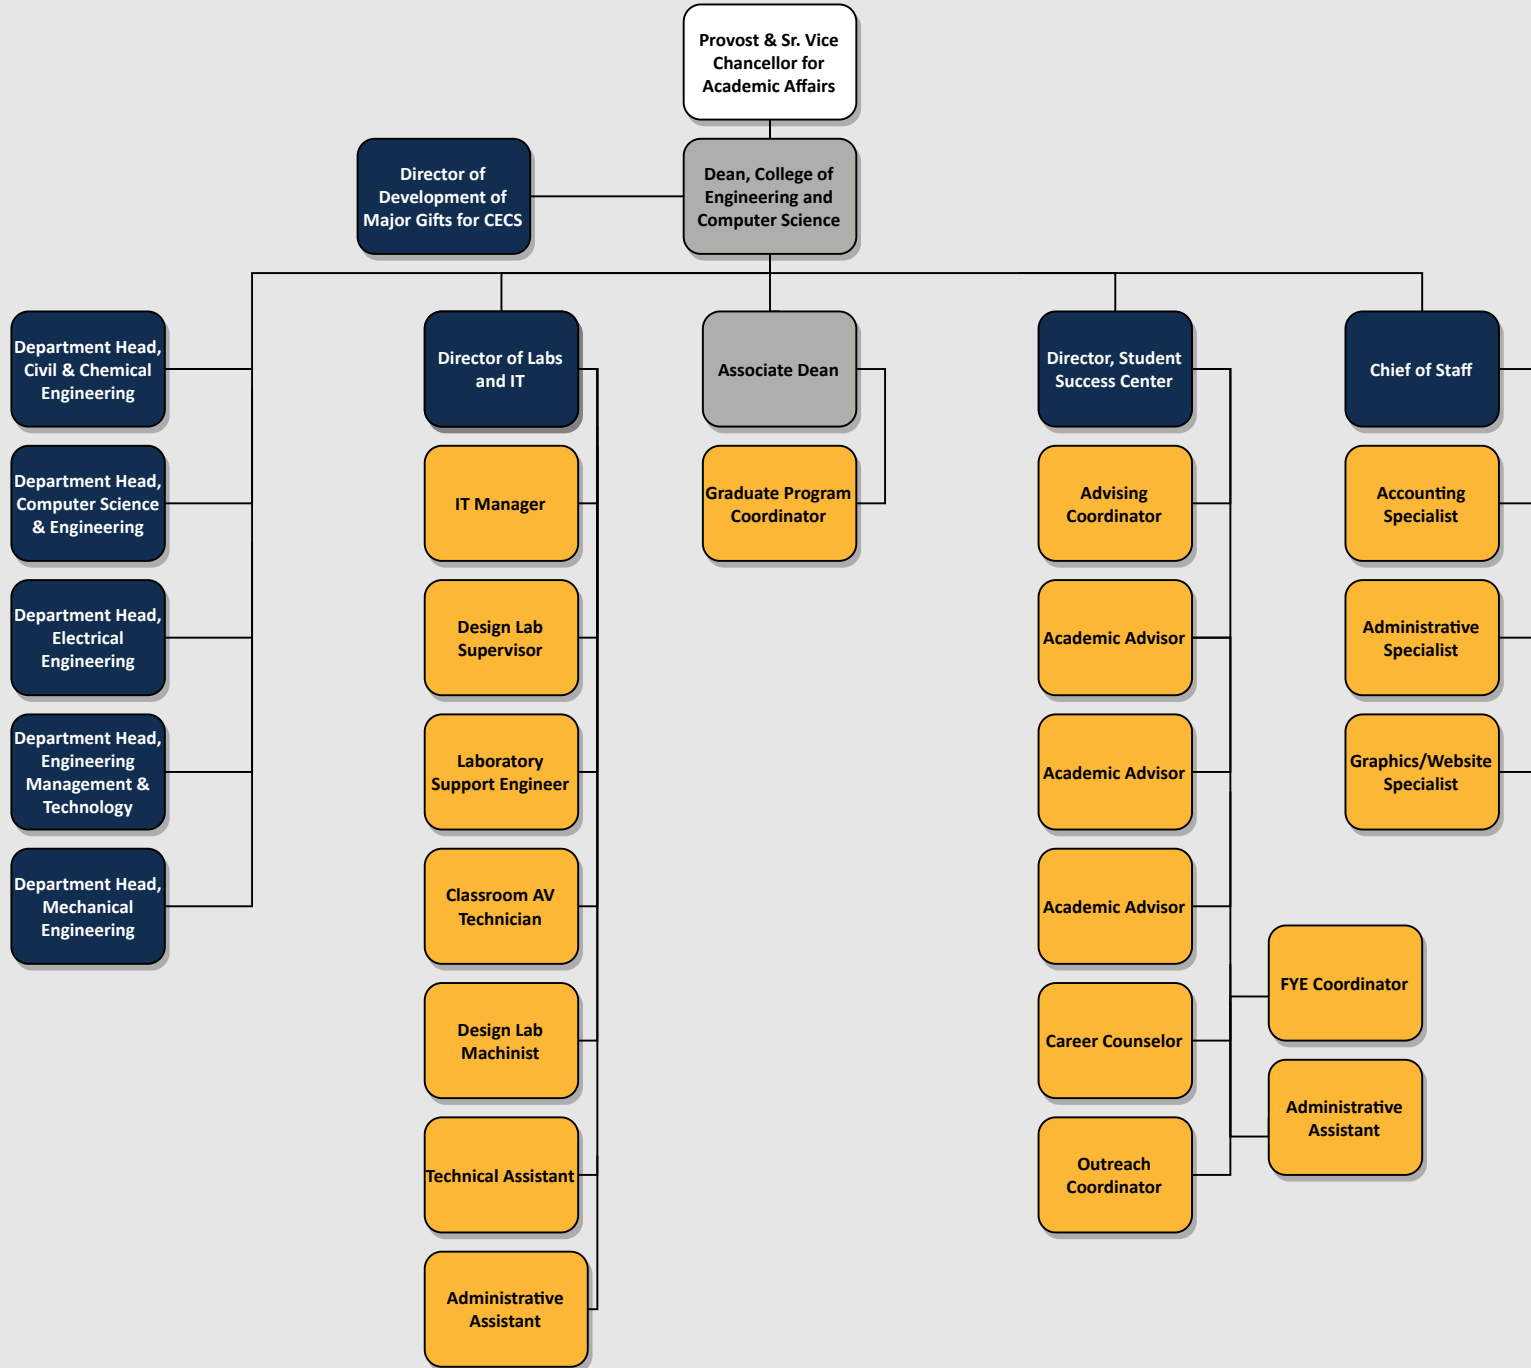 Provost & Sr. Vice
Chancellor for
Academic Affairs
Director of
Development of
Major Gifts for CECS
Dean, College of
Engineering and
Computer Science
Department Head,
Civil & Chemical
Engineering
Department Head,
Computer Science
& Engineering
Department Head,
Electrical
Engineering
Department Head,
Engineering
Management &
Technology
Department Head,
Mechanical
Engineering
Director of Labs
and IT
IT Manager
Design Lab
Supervisor
Laboratory
Support Engineer
Classroom AV
Technician
Design Lab
Machinist
Technical Assistant
Administrative
Assistant
Associate Dean
Graduate Program
Coordinator
Director, Student
Success Center
Advising
Coordinator
Academic Advisor
Academic Advisor
Academic Advisor
Career Counselor
Outreach
Coordinator
FYE Coordinator
Administrative
Assistant
Chief of Staff
Accounting
Specialist
Administrative
Specialist
Graphics/Website
Specialist